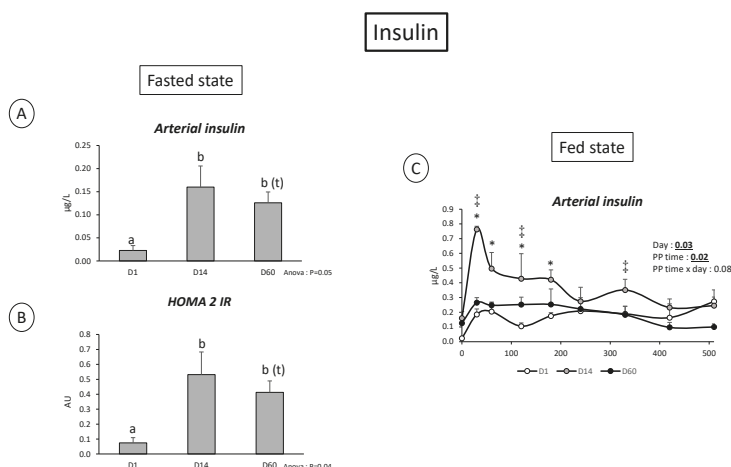 Insulin
Fasted state
A
Arterial insulin
0.25
0.20
0.15
0.10
0.05
0.00
µg/L
a
b
b (t)
D1
D14
D60
Anova : P=0.05
B
HOMA 2 IR
0.8
0.7
0.6
0.5
0.4
0.3
0.2
0.1
0.0
AU
a
b
b (t)
D1
D14
D60
Anova : P=0.04
Fed state
C
Arterial insulin
0.9
0.8
0.7
0.6
0.5
0.4
0.3
0.2
0.1
0.0
µg/L
‡
*
*
‡
*
*
‡
Day : 0.03
PP time : 0.02
PP time x day : 0.08
0
100
200
300
400
500
D1
D14
D60